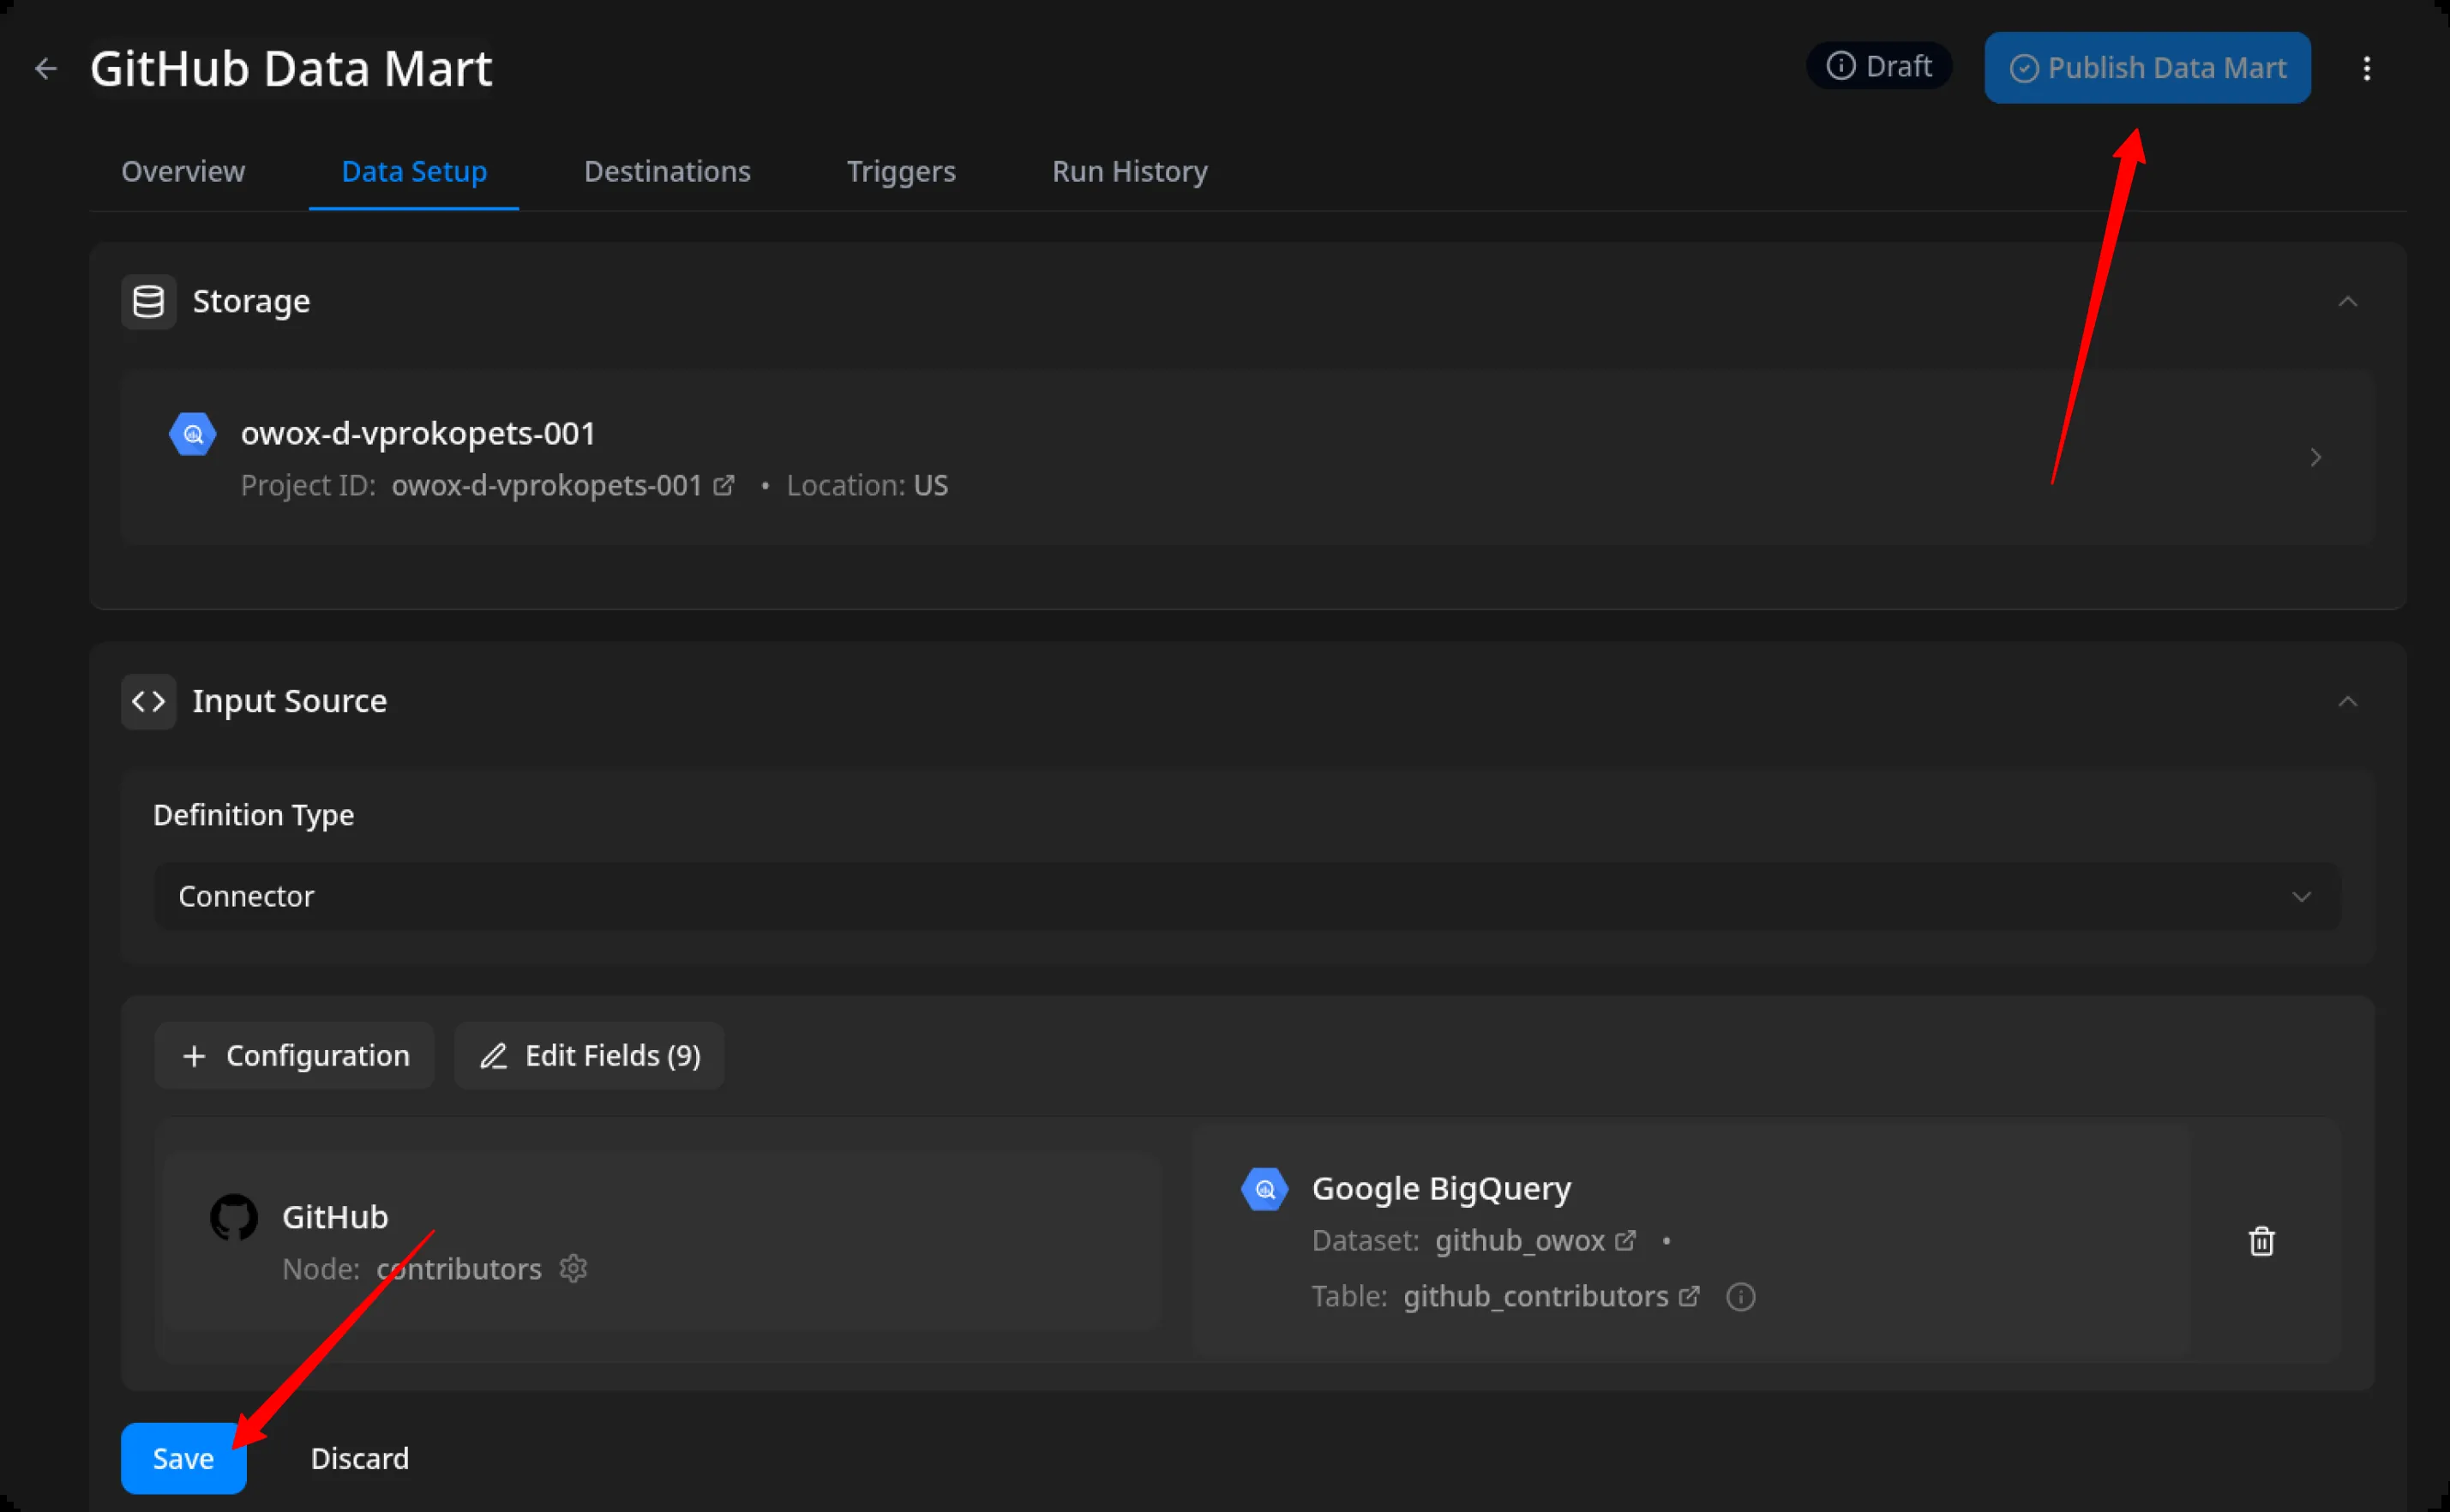 GitHub Data Mart
Draft
Publish Data Mart
Overview
Data Setup
Destinations
Triggers
Run History
Storage
owox-d-vprokopets-001
Project ID: owox-d-vprokopets-001 • Location: US
Input Source
Definition Type
Connector
Configuration
Edit Fields (9)
GitHub
Node: contributors
Google BigQuery
Dataset: github_owox •
Table: github_contributors
Save
Discard